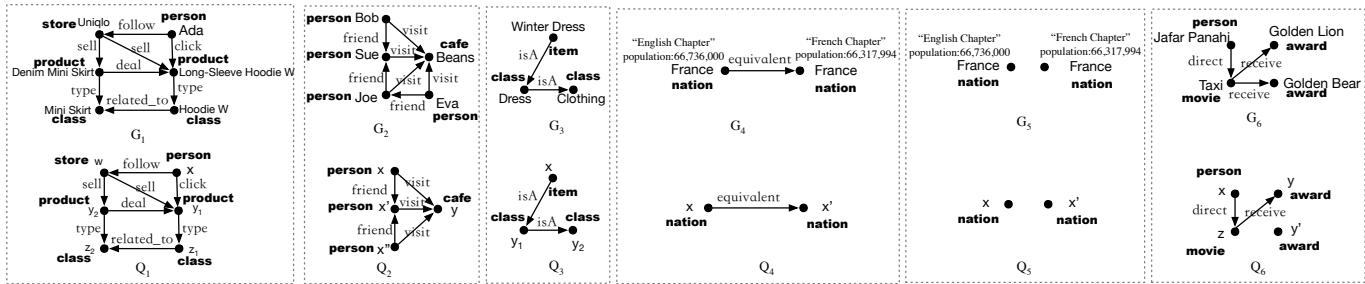 store Uniqlo
person
Ada
follow
sell
sell
click
product
Denim Mini Skirt
deal
product
Long-Sleeve Hoodie W
type
type
Mini Skirt
related_to
Hoodie W
class
class
G1
store w
person
x
follow
sell
sell
click
product
y2
deal
product
y1
type
type
z2
related_to
z1
class
class
Q1
person Bob
friend
visit
cafe
person Sue
visit
Beans
friend
visit
visit
person Joe
friend
Eva
person
G2
person x
friend
visit
cafe
person x'
visit
y
friend
visit
person x"
Q2
Winter Dress
isA
item
class
isA
class
Dress
Clothing
G3
x
isA
item
class
isA
class
y1
y2
Q3
“English Chapter”
population:66,736,000
“French Chapter”
population:66,317,994
France
equivalent
France
nation
nation
G4
x
equivalent
x'
nation
nation
Q4
“English Chapter”
population:66,736,000
“French Chapter”
population:66,317,994
France
France
nation
nation
G5
x
x'
nation
nation
Q5
person
Jafar Panahi
Golden Lion
award
direct
receive
Taxi
Golden Bear
movie
receive
award
G6
person
x
y
award
direct
receive
z
y'
movie
award
Q6